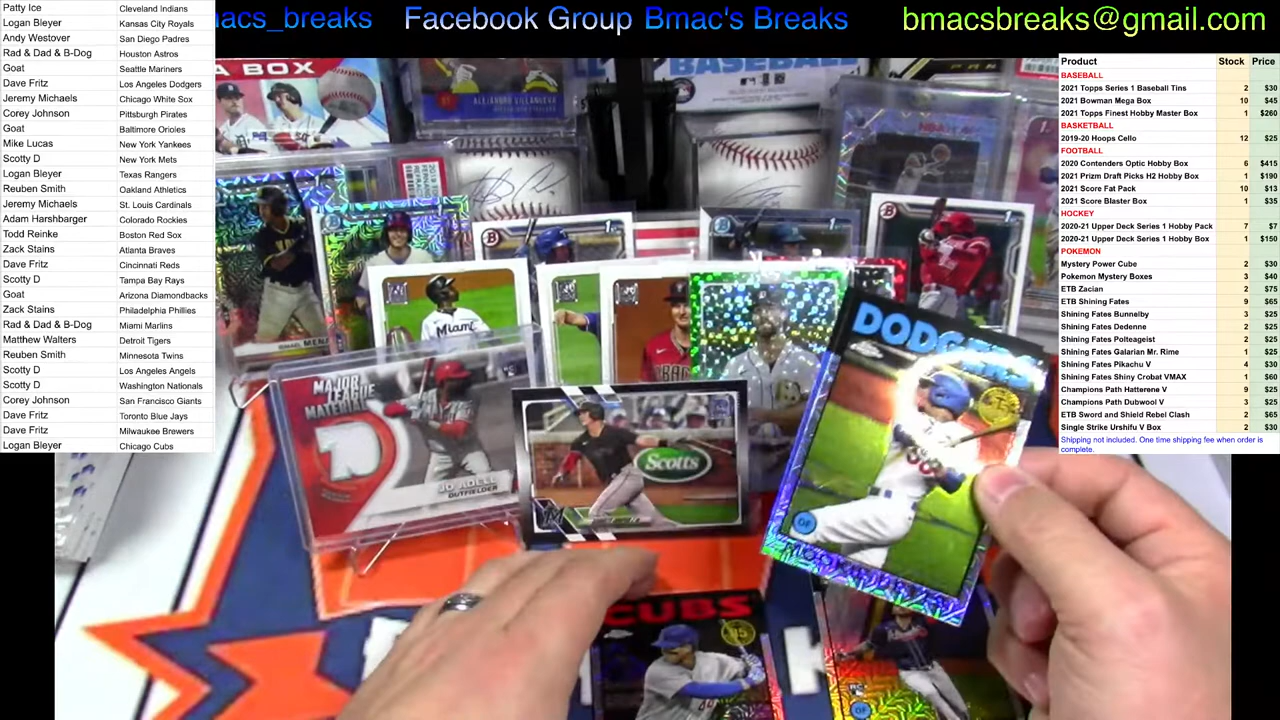 nacs_breaks Facebook Group Bmac's Breaks bmacsbreaks@gmail.com
Patty Ice Cleveland Indians
Logan Bleyer Kansas City Royals
Andy Westover San Diego Padres
Rad & Dad & B-Dog Houston Astros
Goat Seattle Mariners
Dave Fritz Los Angeles Dodgers
Jeremy Michaels Chicago White Sox
Corey Johnson Pittsburgh Pirates
Goat Baltimore Orioles
Mike Lucas New York Yankees
Scotty D New York Mets
Logan Bleyer Texas Rangers
Reuben Smith Oakland Athletics
Jeremy Michaels St. Louis Cardinals
Adam Harshbarger Colorado Rockies
Todd Reinke Boston Red Sox
Zack Stains Atlanta Braves
Dave Fritz Cincinnati Reds
Scotty D Tampa Bay Rays
Goat Arizona Diamondbacks
Zack Stains Philadelphia Phillies
Rad & Dad & B-Dog Miami Marlins
Matthew Walters Detroit Tigers
Reuben Smith Minnesota Twins
Scotty D Los Angeles Angels
Scotty D Washington Nationals
Corey Johnson San Francisco Giants
Dave Fritz Toronto Blue Jays
Dave Fritz Milwaukee Brewers
Logan Bleyer Chicago Cubs
Product Stock Price
BASEBALL
2021 Topps Series 1 Baseball Tins 2 $30
2021 Bowman Mega Box 10 $45
2021 Topps Finest Hobby Master Box 1 $260
BASKETBALL
2019-20 Hoops Cello 12 $25
FOOTBALL
2020 Contenders Optic Hobby Box 6 $415
2021 Prizm Draft Picks H2 Hobby Box 1 $190
2021 Score Fat Pack 10 $13
2021 Score Blaster Box 1 $35
HOCKEY
2020-21 Upper Deck Series 1 Hobby Pack 7 $7
2020-21 Upper Deck Series 1 Hobby Box 1 $150
POKEMON
Mystery Power Cube 2 $30
Pokemon Mystery Boxes 3 $40
ETB Zacian 2 $75
ETB Shining Fates 9 $65
Shining Fates Bunnelby 3 $25
Shining Fates Dedenne 2 $25
Shining Fates Polteageist 2 $25
Shining Fates Galarian Mr. Rime 1 $25
Shining Fates Pikachu V 4 $30
Shining Fates Shiny Crobat VMAX 1 $60
Champions Path Hatterene V 9 $25
Champions Path Dubwool V 3 $25
ETB Sword and Shield Rebel Clash 2 $65
Single Strike Urshifu V Box 2 $30
Shipping not included. One time shipping fee when order is
complete.
A BOX
BASEBALL
ALEJANDRO VILLANUEVA
Miami
MAJOR
LEAGUE
MATERIAL
JO ADELL
OUTFIELDER
Scotts
DODGERS
OF
CUBS
OF